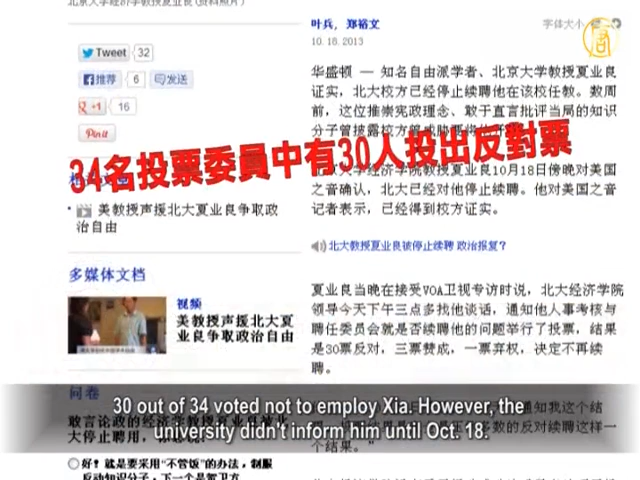 北京大学经济学教授夏业良(资料照片)
Tweet 32
推荐 6 发送
+1 16
Pin it
美教授声援北大夏业良争取政
治自由
多媒体文档
视频
美教授声援北大夏
业良争取政治自由
问卷
大停聘用
好！就是要采用“不管饭”的办法，制服
叶兵，郑裕文
字体大小
10.18.2013
华盛顿 — 知名自由派学者、北京大学教授夏业良
证实，北大校方已经停止续聘他在该校任教。数周
前，这位推崇宪政理念、敢于直言批评当局的知识
34名投票委員中有30人投出反對票
经济学教授夏业良10月18日傍晚对美国
之音确认，北大已经对他停止续聘。他对美国之音
记者表示，已经得到校方证实。
北大教授夏业良被停止续聘 政治报复?
夏业良当晚在接受VOA卫视专访时说，北大经济学院
领导今天下午三点多找他谈话，通知他人事考核与
聘任委员会就是否续聘他的问题举行了投票，结果
是30票反对，三票赞成，一票弃权，决定不再续
聘。
30 out of 34 voted not to employ Xia. However, the
university didn't inform him until Oct. 18.